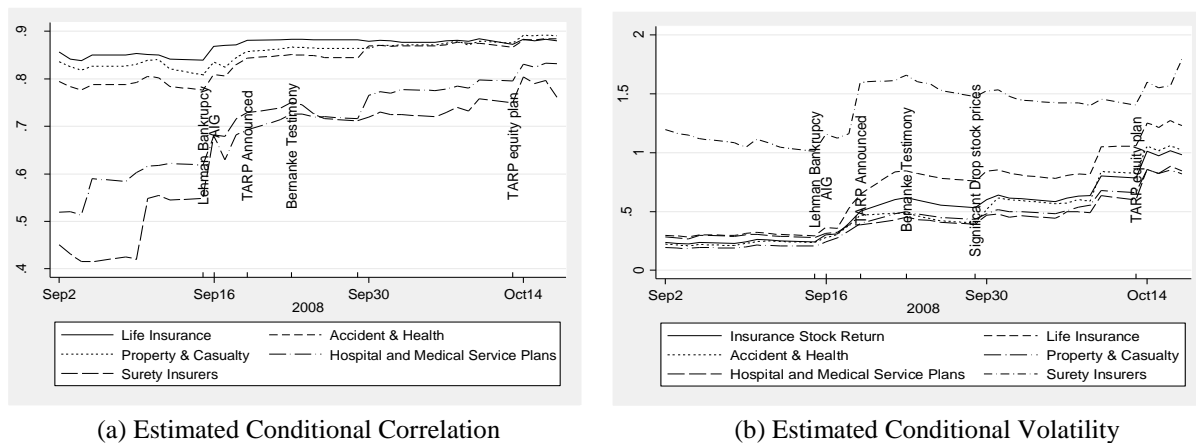 .9
.8
.7
.6
.5
.4
Lehman Bankrupcy
AIG
TARP Announced
Bernanke Testimony
TARP equity plan
Sep2
Sep16
Sep30
Oct14
2008
Life Insurance
Accident & Health
Property & Casualty
Hospital and Medical Service Plans
Surety Insurers
(a) Estimated Conditional Correlation
2
1.5
1
.5
0
Lehman Bankrupcy
AIG
TARP Announced
Bernanke Testimony
Significant Drop stock prices
TARP equity plan
Sep2
Sep16
Sep30
Oct14
2008
Insurance Stock Return
Life Insurance
Accident & Health
Property & Casualty
Hospital and Medical Service Plans
Surety Insurers
(b) Estimated Conditional Volatility